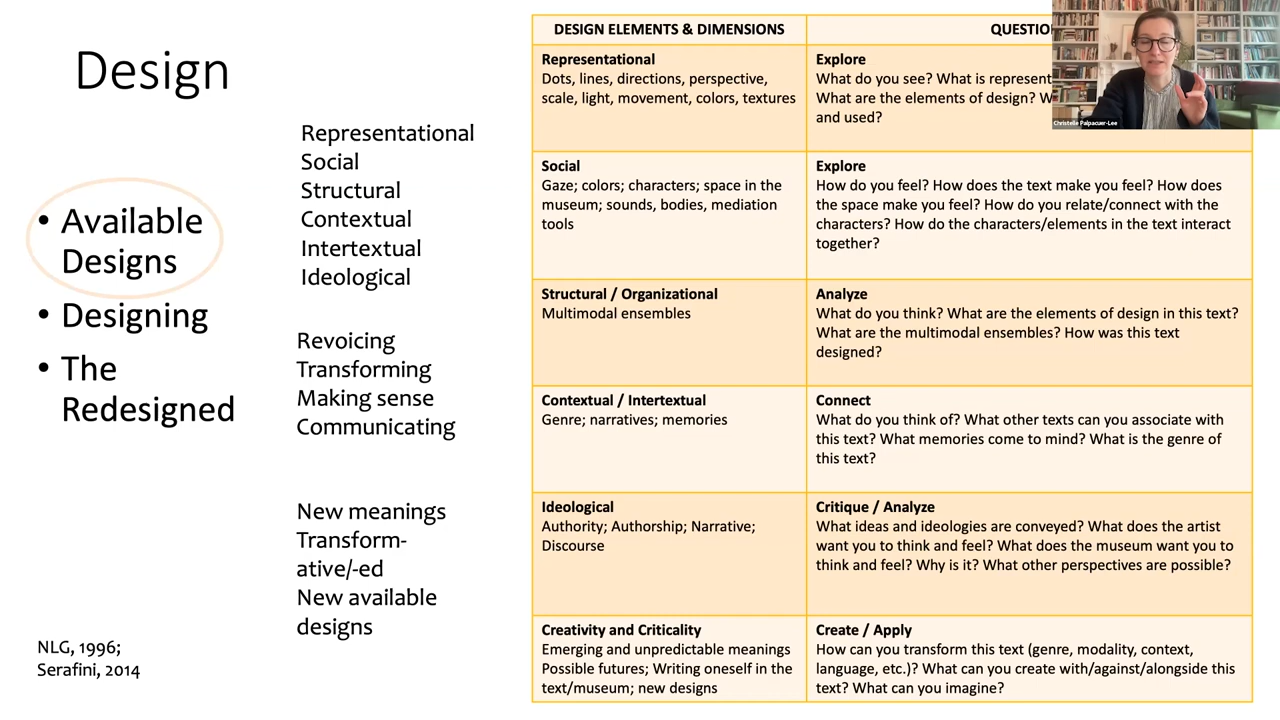 Design
• Available
Designs
• Designing
• The
Redesigned
NLG, 1996;
Serafini, 2014
Representational
Social
Structural
Contextual
Intertextual
Ideological
Revoicing
Transforming
Making sense
Communicating
New meanings
Transform-
ative/-ed
New available
designs
DESIGN ELEMENTS & DIMENSIONS
Representational
Dots, lines, directions, perspective,
scale, light, movement, colors, textures
Explore
What do you see? What is represent
What are the elements of design? W
and used?
Social
Gaze; colors; characters; space in the
museum; sounds, bodies, mediation
tools
Explore
How do you feel? How does the text make you feel? How does
the space make you feel? How do you relate/connect with the
characters? How do the characters/elements in the text interact
together?
Structural / Organizational
Multimodal ensembles
Analyze
What do you think? What are the elements of design in this text?
What are the multimodal ensembles? How was this text
designed?
Contextual / Intertextual
Genre; narratives; memories
Connect
What do you think of? What other texts can you associate with
this text? What memories come to mind? What is the genre of
this text?
Ideological
Authority; Authorship; Narrative;
Discourse
Critique / Analyze
What ideas and ideologies are conveyed? What does the artist
want you to think and feel? What does the museum want you to
think and feel? Why is it? What other perspectives are possible?
Creativity and Criticality
Emerging and unpredictable meanings
Possible futures; Writing oneself in the
text/museum; new designs
Create / Apply
How can you transform this text (genre, modality, context,
language, etc.)? What can you create with/against/alongside this
text? What can you imagine?
Christelle Palpacuer-Lee